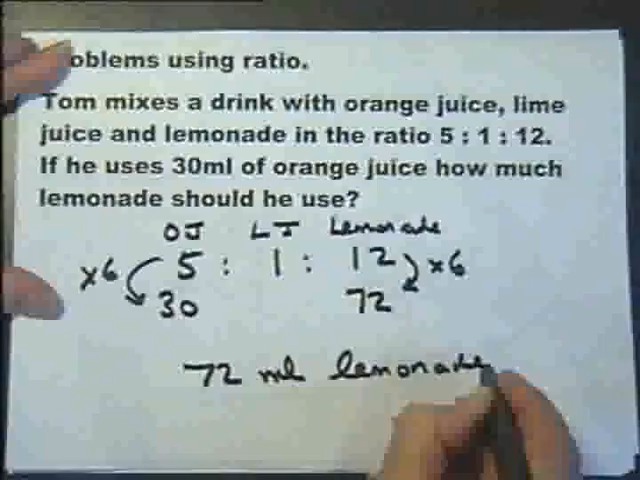 oblems using ratio.
Tom mixes a drink with orange juice, lime
juice and lemonade in the ratio 5 : 1 : 12.
If he uses 30ml of orange juice how much
lemonade should he use?
OJ LJ Lemonade
x6 5 : 1 : 12 x6
30 72
72 ml lemonade